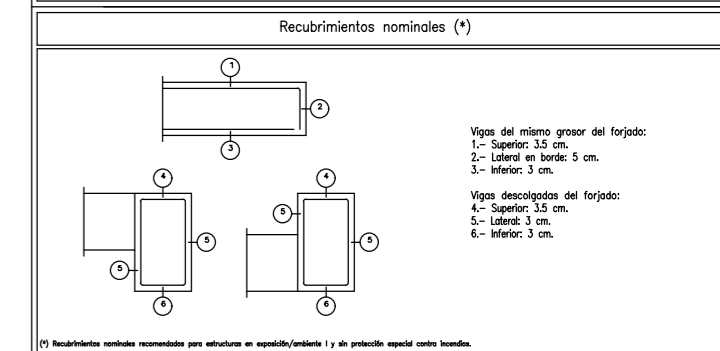 Recubrimientos nominales (*)
1
2
3
Vigas del mismo grosor del forjado:
1.- Superior: 3.5 cm.
2.- Lateral en borde: 5 cm.
3.- Inferior: 3 cm.
Vigas descolgadas del forjado:
4.- Superior: 3.5 cm.
5.- Lateral: 3 cm.
6.- Inferior: 3 cm.
4
5
5
6
4
5
5
6
(*) Recubrimientos nominales recomendados para estructuras en exposición/ambiente I y sin protección especial contra incendios.